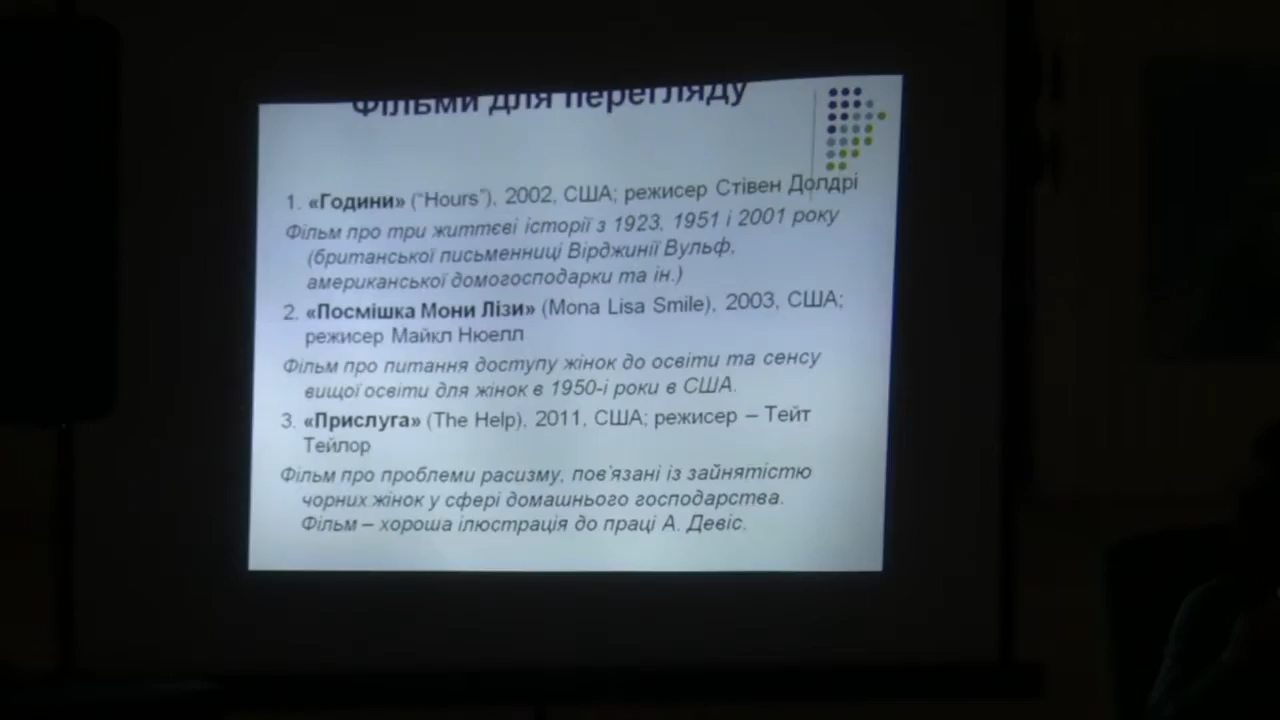 Фільми для перегляду
1. «Години» (“Hours”), 2002, США; режисер Стівен Долдрі
Фільм про три життєві історії з 1923, 1951 і 2001 року
(британської письменниці Вірджинії Вульф,
американської домогосподарки та ін.)
2. «Посмішка Мони Лізи» (Mona Lisa Smile), 2003, США;
режисер Майкл Нюелл
Фільм про питання доступу жінок до освіти та сенсу
вищої освіти для жінок в 1950-і роки в США.
3. «Прислуга» (The Help), 2011, США; режисер – Тейт
Тейлор
Фільм про проблеми расизму, пов'язані із зайнятістю
чорних жінок у сфері домашнього господарства.
Фільм – хороша ілюстрація до праці А. Девіс.